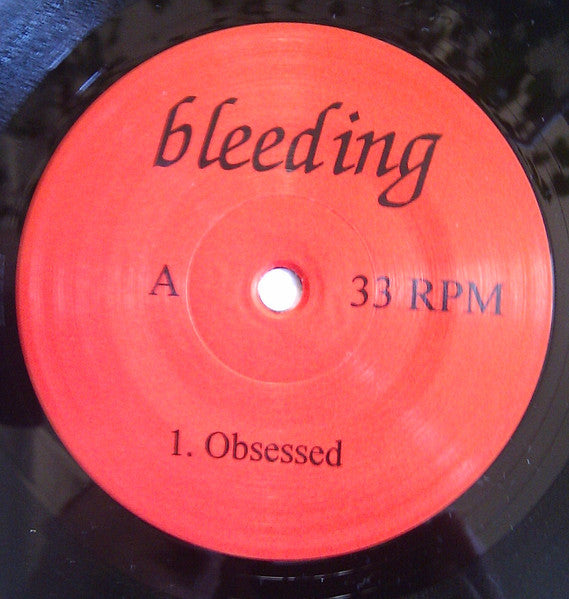 bleeding
A 33 RPM
1. Obsessed